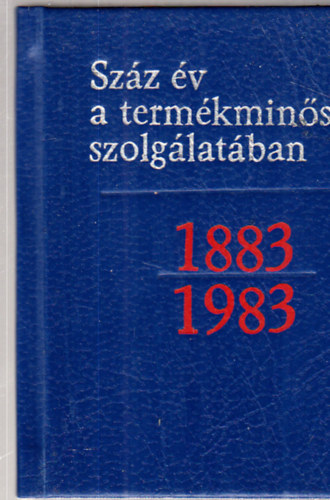 Száz év
a termékminős
szolgálatában
1883
1983